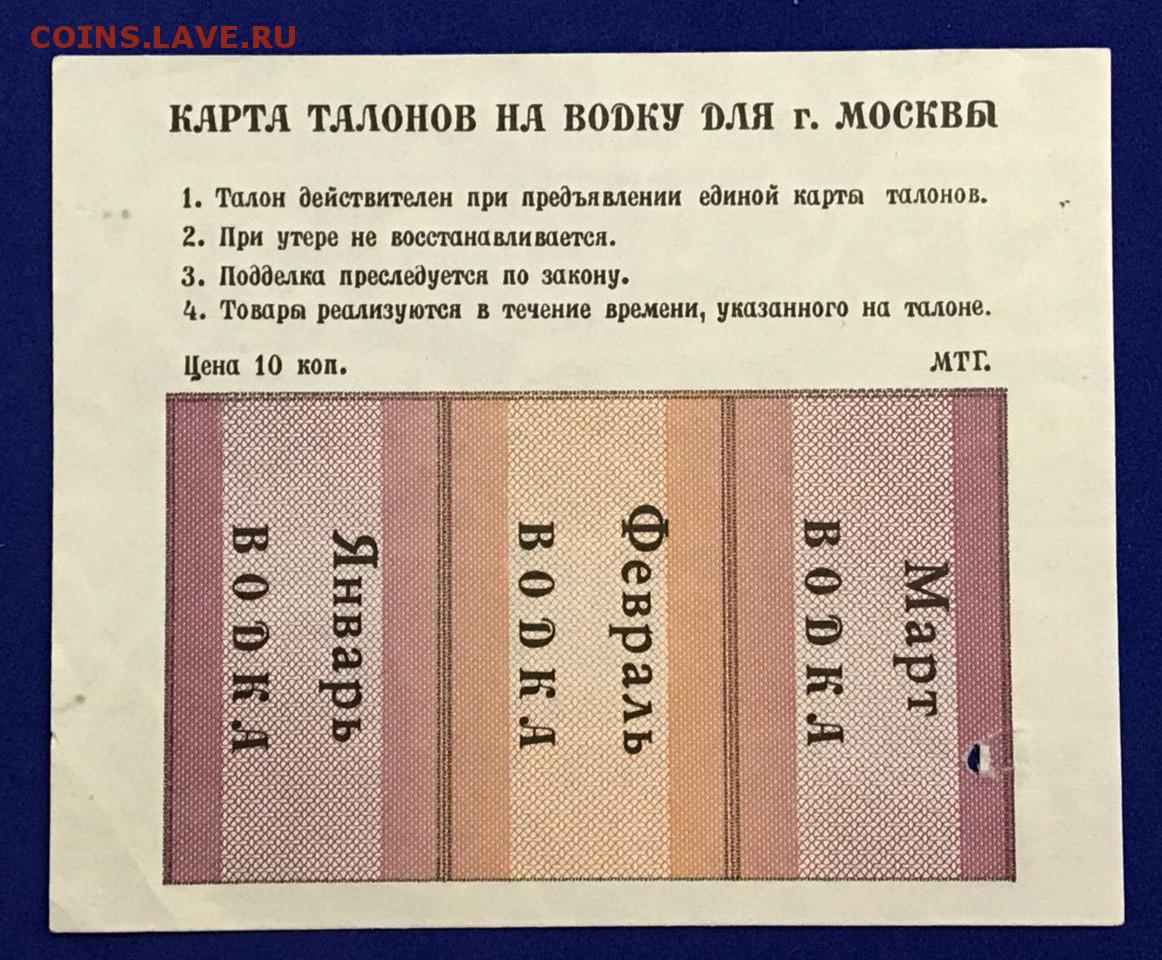 COINS.LAVE.RU
КАРТА ТАЛОНОВ НА ВОДКУ ДЛЯ г. МОСКВЫ
1. Талон действителен при предъявлении единой карты талонов.
2. При утере не восстанавливается.
3. Подделка преследуется по закону.
4. Товары реализуются в течение времени, указанного на талоне.
Цена 10 коп. МТГ.
Январь
ВОДКА
Февраль
ВОДКА
Март
ВОДКА